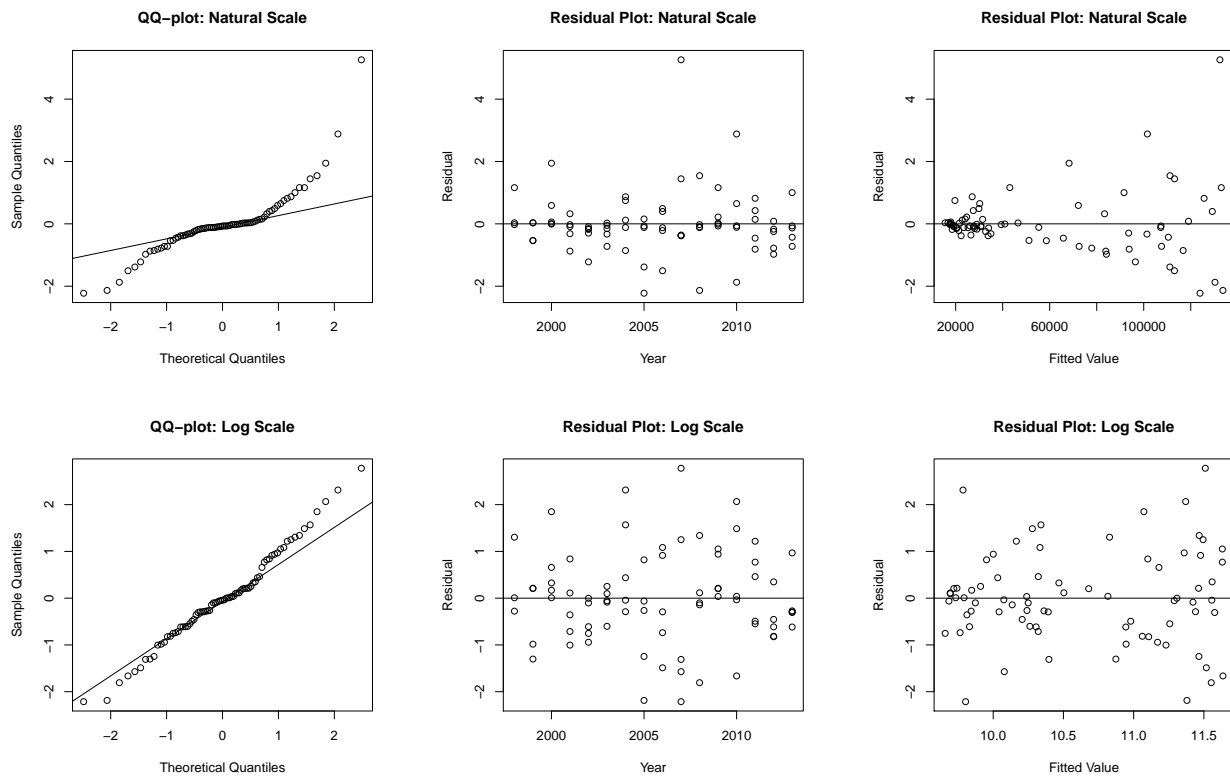 QQ−plot: Natural Scale
Sample Quantiles
4
2
0
−2
−2 −1 0 1 2
Theoretical Quantiles
Residual Plot: Natural Scale
Residual
4
2
0
−2
2000 2005 2010
Year
Residual Plot: Natural Scale
Residual
4
2
0
−2
20000 60000 100000
Fitted Value
QQ−plot: Log Scale
Sample Quantiles
2
1
0
−1
−2
−2 −1 0 1 2
Theoretical Quantiles
Residual Plot: Log Scale
Residual
2
1
0
−1
−2
2000 2005 2010
Year
Residual Plot: Log Scale
Residual
2
1
0
−1
−2
10.0 10.5 11.0 11.5
Fitted Value